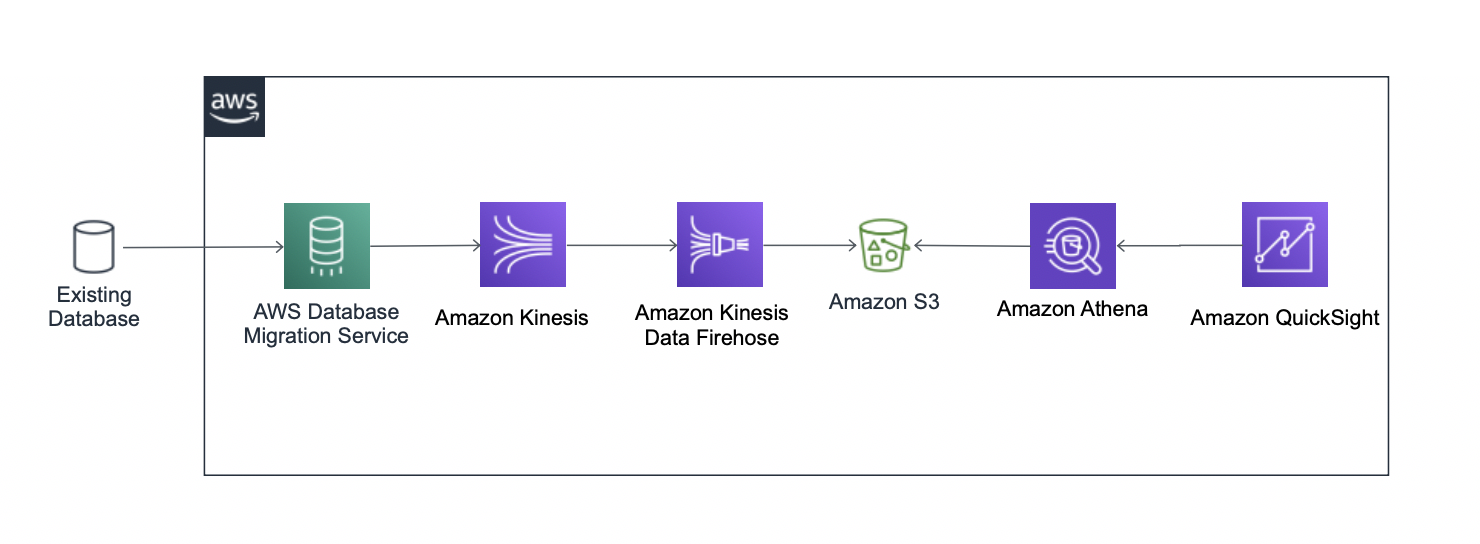 aws
Existing
Database
AWS Database
Migration Service
Amazon Kinesis
Amazon Kinesis
Data Firehose
Amazon S3
Amazon Athena
Amazon QuickSight